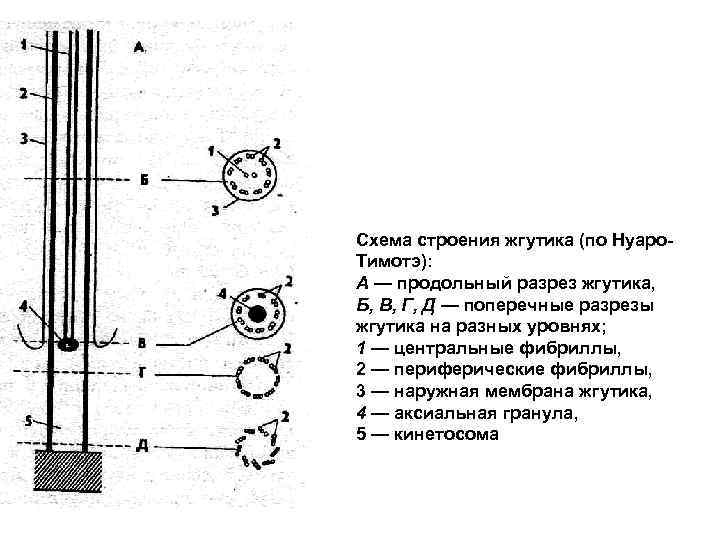 1
А
2
3
1
2
Б
3
4
2
4
В
2
Г
5
2
Д
Схема строения жгутика (по Нуаро-
Тимотэ):
А — продольный разрез жгутика,
Б, В, Г, Д — поперечные разрезы
жгутика на разных уровнях;
1 — центральные фибриллы,
2 — периферические фибриллы,
3 — наружная мембрана жгутика,
4 — аксиальная гранула,
5 — кинетосома